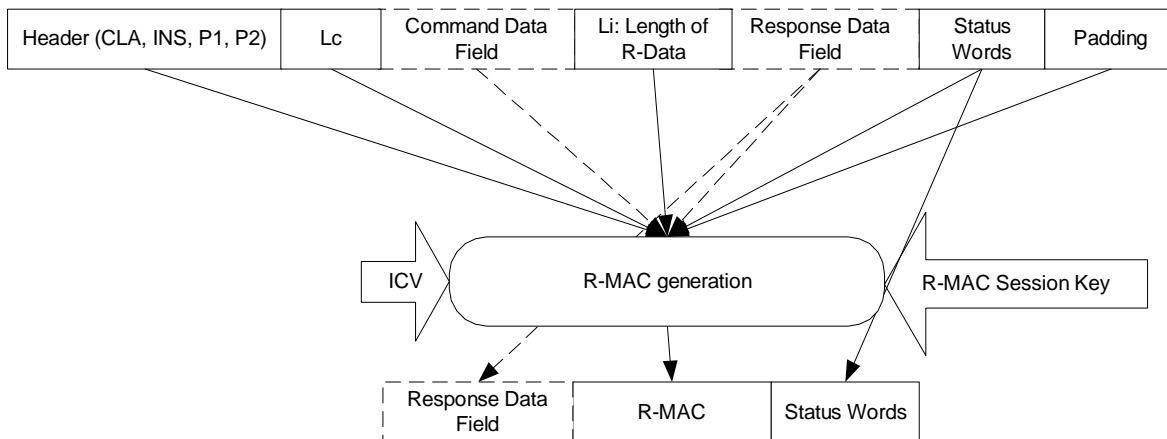 Header (CLA, INS, P1, P2)
Lc
Command Data
Field
Li: Length of
R-Data
Response Data
Field
Status
Words
Padding
ICV
R-MAC generation
R-MAC Session Key
Response Data
Field
R-MAC
Status Words